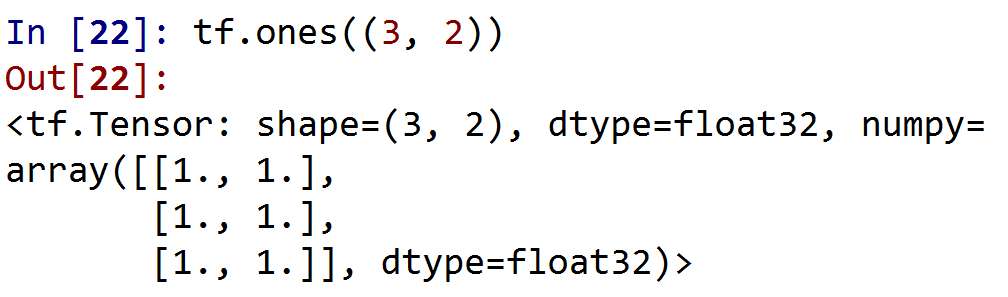 In [22]: tf.ones((3, 2))
Out[22]:
<tf.Tensor: shape=(3, 2), dtype=float32, numpy=
array([[1., 1.],
       [1., 1.],
       [1., 1.]], dtype=float32)>